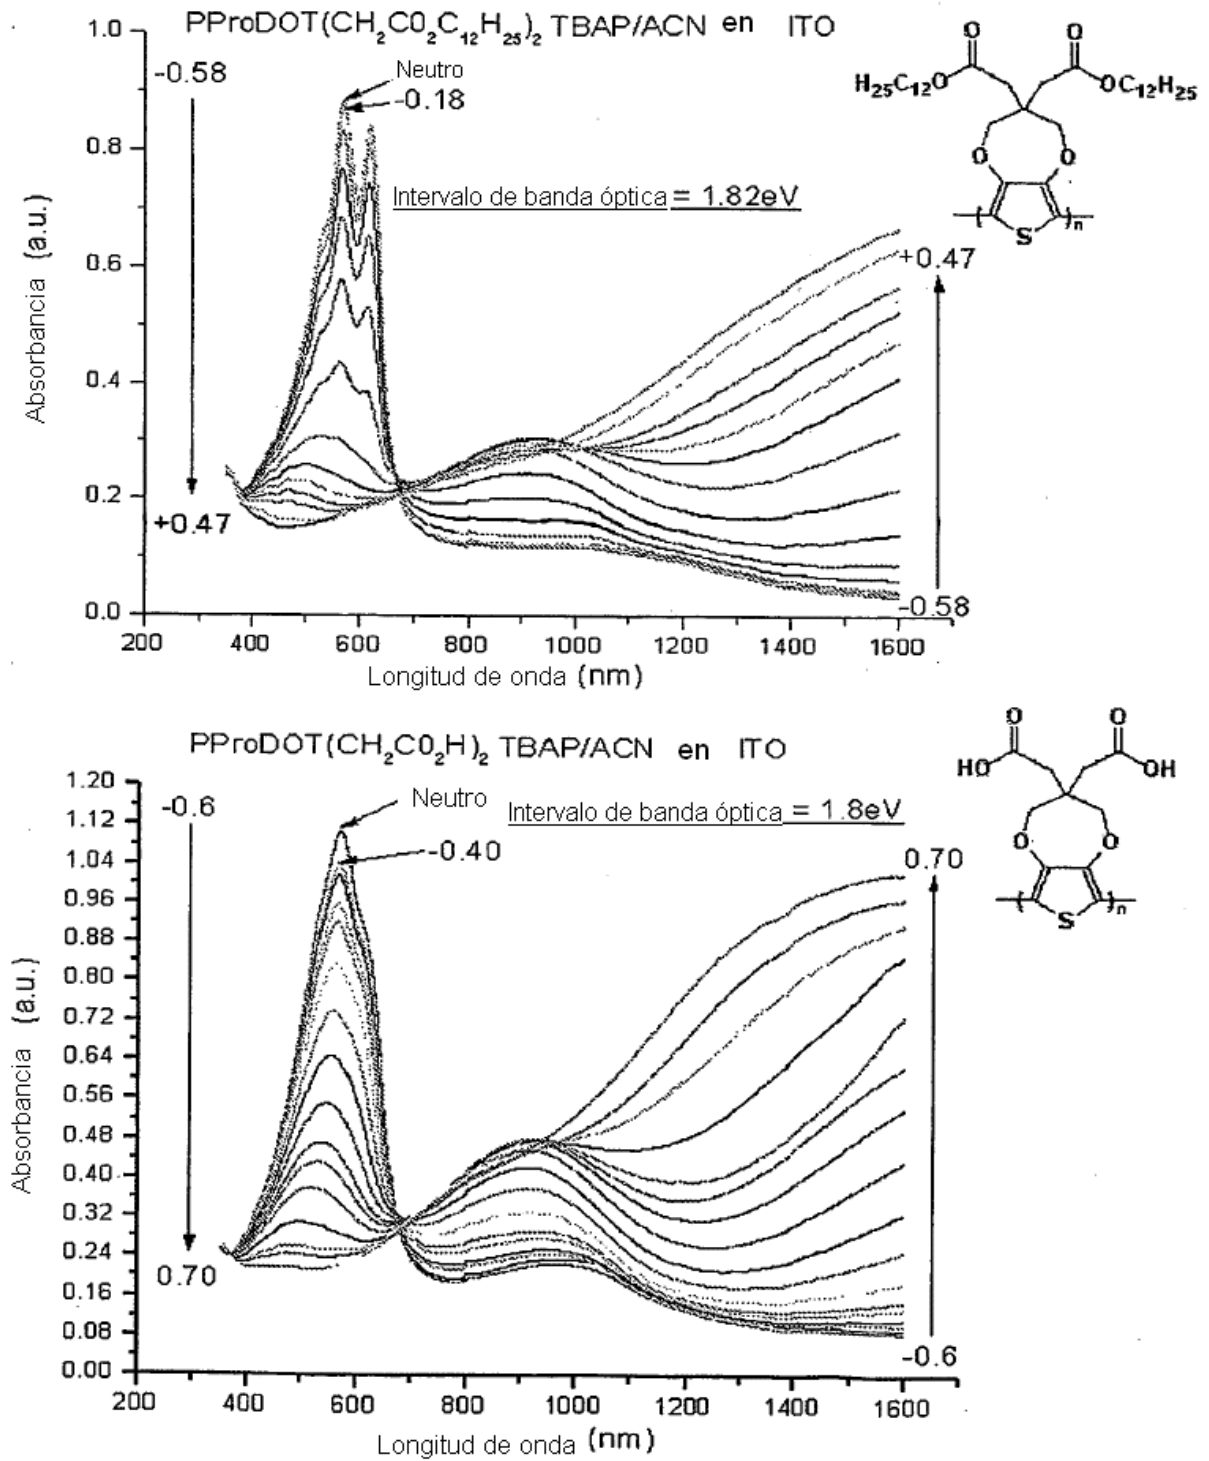 PProDOT(CH2CO2C12H25)2 TBAP/ACN en ITO
1.0
0.8
0.6
0.4
0.2
0.0
Absorbancia (a.u.)
-0.58
+0.47
Neutro
-0.18
Intervalo de banda óptica = 1.82eV
O O
H25C12O OC12H25
O O
S
( )n
+0.47
-0.58
200 400 600 800 1000 1200 1400 1600
Longitud de onda (nm)
PProDOT(CH2CO2H)2 TBAP/ACN en ITO
1.20
1.12
1.04
0.96
0.88
0.80
0.72
0.64
0.56
0.48
0.40
0.32
0.24
0.16
0.08
0.00
Absorbancia (a.u.)
-0.6
0.70
Neutro
-0.40
Intervalo de banda óptica = 1.8eV
O O
HO OH
O O
S
( )n
0.70
-0.6
200 400 600 800 1000 1200 1400 1600
Longitud de onda (nm)